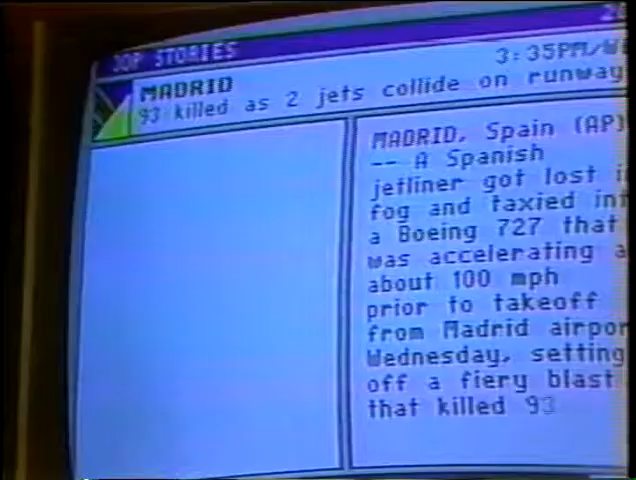 TOP STORIES
3:35PM/W
MADRID
93 killed as 2 jets collide on runway
MADRID, Spain (AP)
-- A Spanish
jetliner got lost i
fog and taxied int
a Boeing 727 that
was accelerating a
about 100 mph
prior to takeoff
from Madrid airpor
Wednesday, setting
off a fiery blast
that killed 93